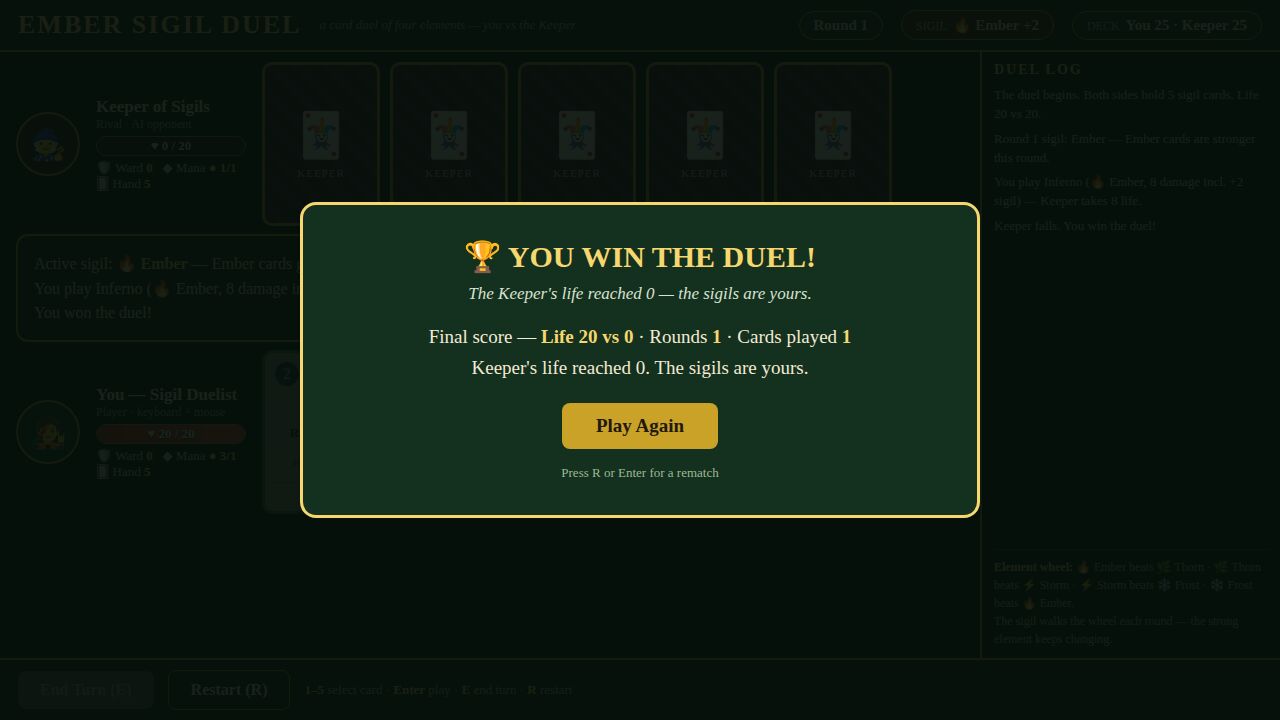 EMBER SIGIL DUEL
a card duel of four elements — you vs the Keeper
Round 1
SIGIL 🔥 Ember +2
DECK You 25 · Keeper 25
Keeper of Sigils
Rival · AI opponent
♥ 0 / 20
🛡 Ward 0 ◆ Mana ● 1/1
🂠 Hand 5
KEEPER
KEEPER
KEEPER
KEEPER
KEEPER
Active sigil: 🔥 Ember — Ember cards
You play Inferno (🔥 Ember, 8 damage
You won the duel!
You — Sigil Duelist
Player · keyboard + mouse
♥ 20 / 20
🛡 Ward 0 ◆ Mana ● 3/1
🂠 Hand 5
2
🏆 YOU WIN THE DUEL!
The Keeper's life reached 0 — the sigils are yours.
Final score — Life 20 vs 0 · Rounds 1 · Cards played 1
Keeper's life reached 0. The sigils are yours.
Play Again
Press R or Enter for a rematch
DUEL LOG
The duel begins. Both sides hold 5 sigil cards. Life
20 vs 20.
Round 1 sigil: Ember — Ember cards are stronger
this round.
You play Inferno (🔥 Ember, 8 damage incl. +2
sigil) — Keeper takes 8 life.
Keeper falls. You win the duel!
Element wheel: 🔥 Ember beats 🌿 Thorn · 🌿 Thorn
beats ⚡ Storm · ⚡ Storm beats ❄ Frost · ❄ Frost
beats 🔥 Ember.
The sigil walks the wheel each round — the strong
element keeps changing.
End Turn (E)
Restart (R)
1–5 select card · Enter play · E end turn · R restart